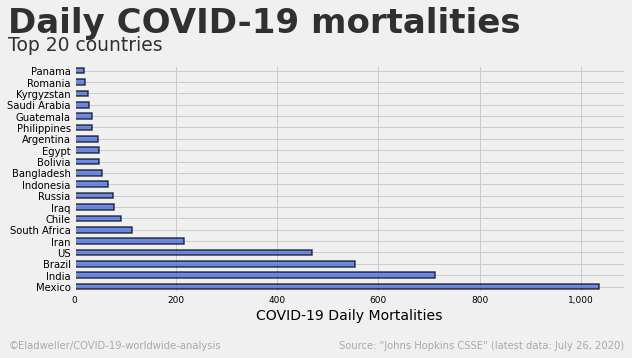 Daily COVID-19 mortalities
Top 20 countries
Panama
Romania
Kyrgyzstan
Saudi Arabia
Guatemala
Philippines
Argentina
Egypt
Bolivia
Bangladesh
Indonesia
Russia
Iraq
Chile
South Africa
Iran
US
Brazil
India
Mexico
0 200 400 600 800 1,000
COVID-19 Daily Mortalities
©Eladweller/COVID-19-worldwide-analysis
Source: "Johns Hopkins CSSE" (latest data: July 26, 2020)